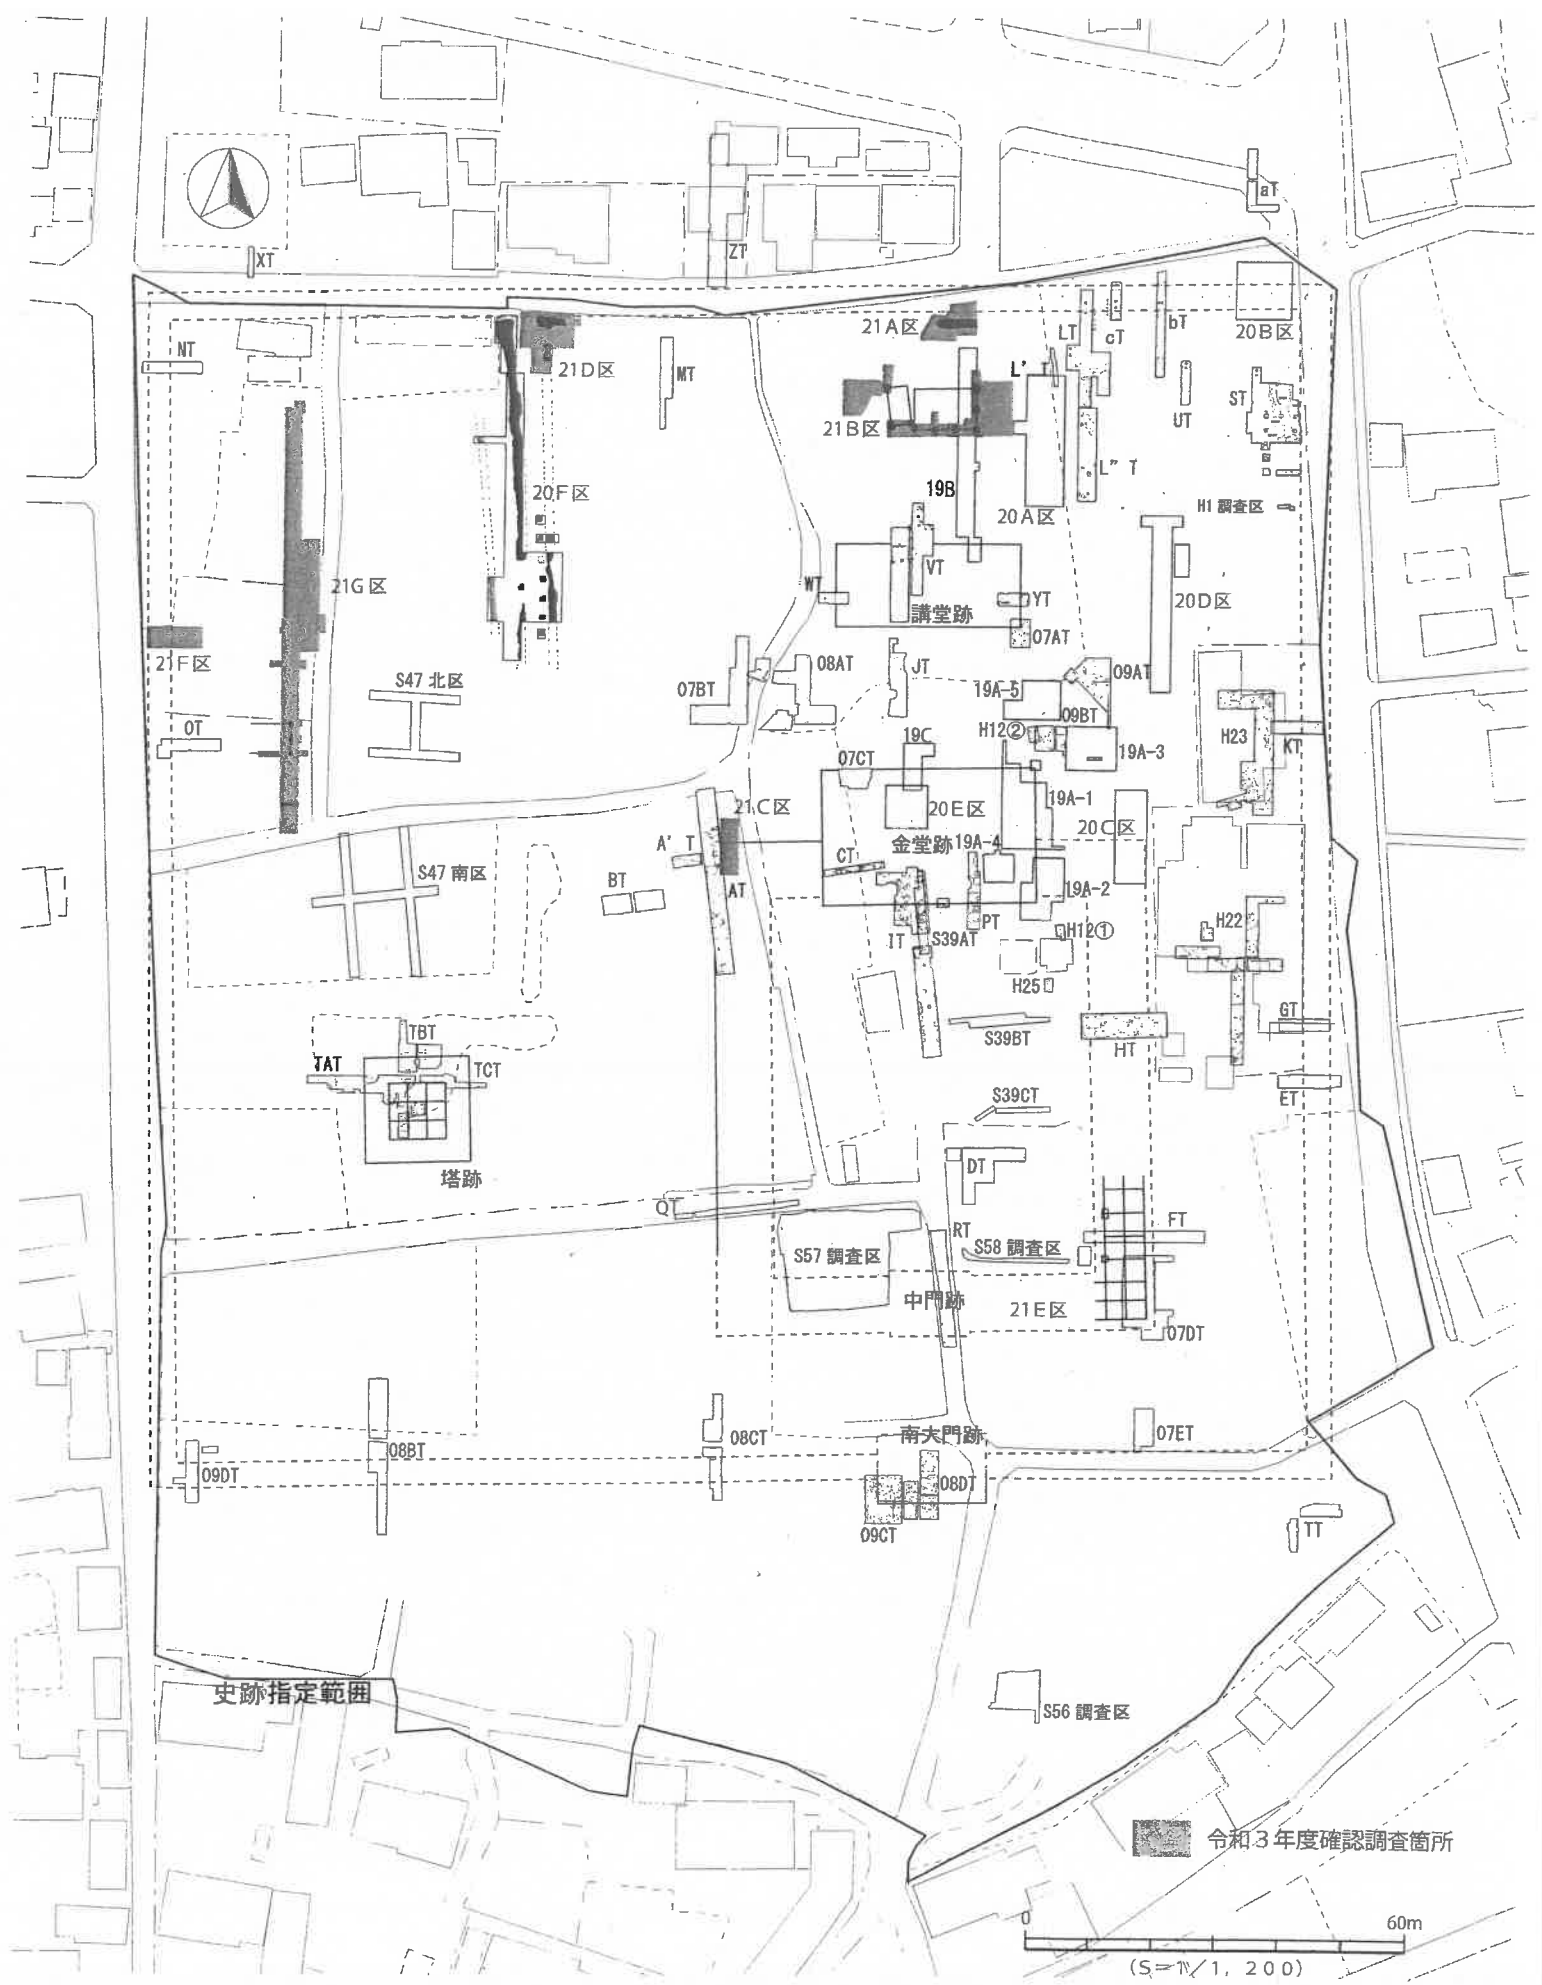 aT
XT
ZT
21A区
LT
cT
bT
20B区
NT
21D区
MT
L' T
ST
21B区
UT
L" T
20F区
19B
20A区
H1 調査区
VT
WT
YT
講堂跡
21G区
20D区
07AT
21F区
S47 北区
07BT
08AT
JT
19A-5
09AT
09BT
OT
H12②
19C
19A-3
H23
KT
07CT
19A-1
21C区
20E区
20C区
A' T
金堂跡
19A-4
CT
S47 南区
BT
AT
19A-2
IT
S39AT
PT
H12①
H22
H25
TBT
S39BT
HT
GT
TAT
TCT
ET
S39CT
塔跡
DT
QT
RT
FT
S57 調査区
S58 調査区
中門跡
21E区
07DT
08BT
08CT
南大門跡
07ET
09DT
08DT
09CT
TT
史跡指定範囲
S56 調査区
令和3年度確認調査箇所
0
60m
(S=1/1, 200)